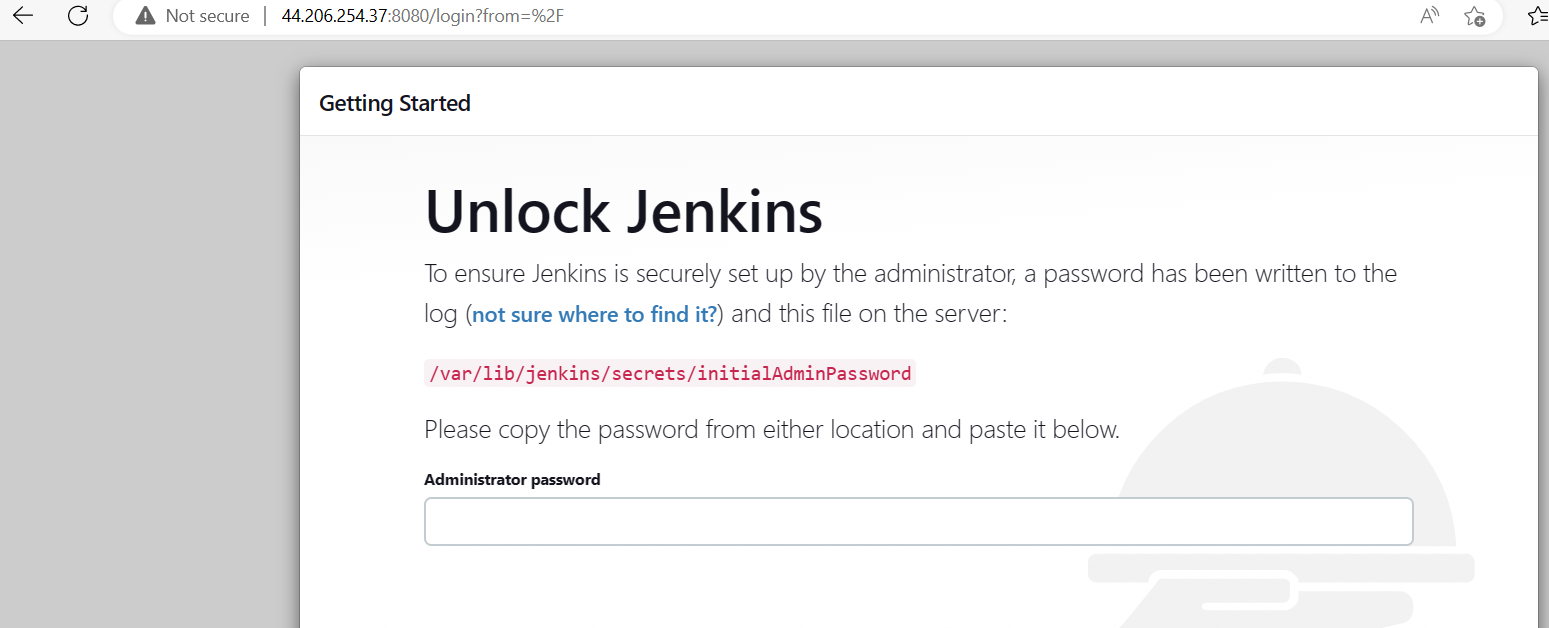 Not secure | 44.206.254.37:8080/login?from=%2F
Getting Started
Unlock Jenkins
To ensure Jenkins is securely set up by the administrator, a password has been written to the
log (not sure where to find it?) and this file on the server:
/var/lib/jenkins/secrets/initialAdminPassword
Please copy the password from either location and paste it below.
Administrator password